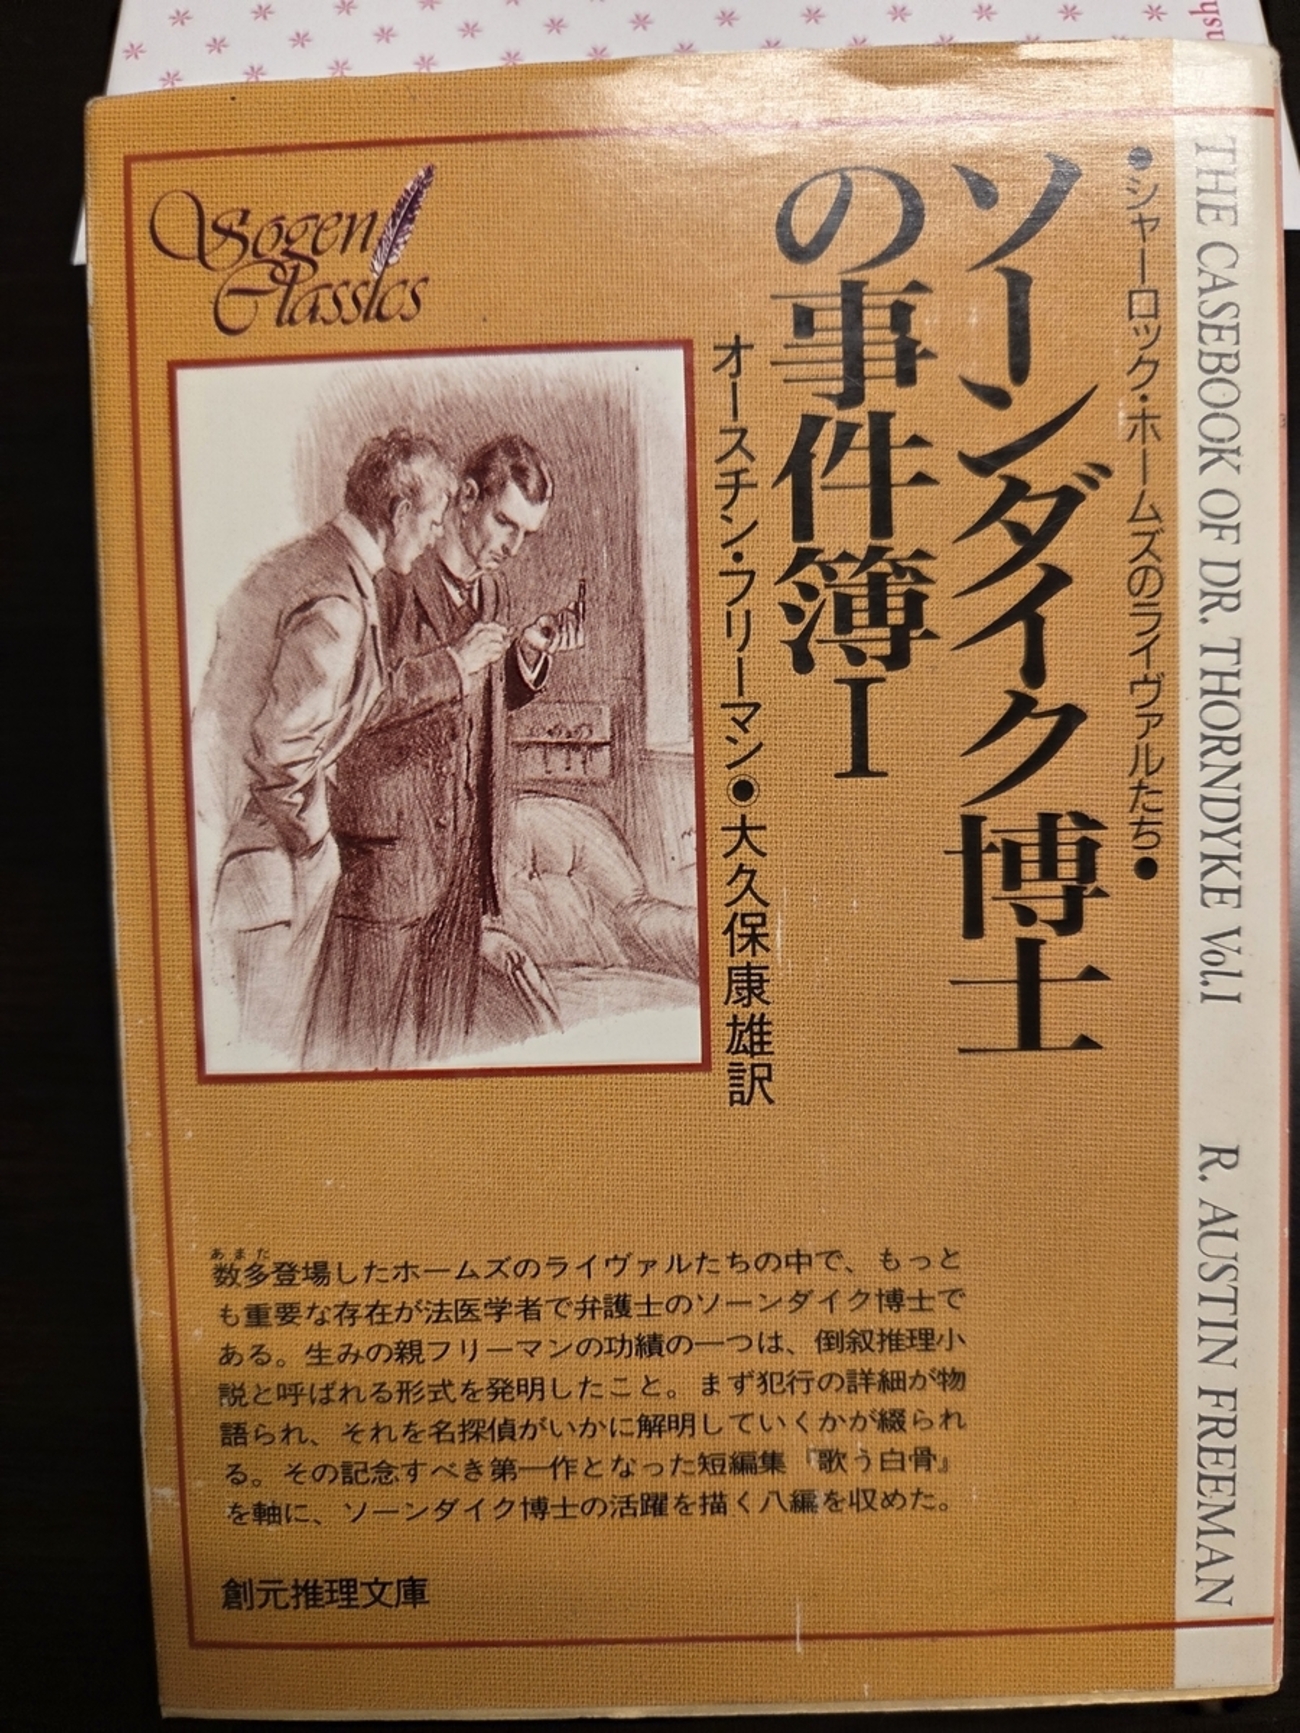 THE CASEBOOK OF DR. THORNDYKE Vol.I R. AUSTIN FREEMAN
●シャーロック・ホームズのライヴァルたち●
ソーンダイク博士
の事件簿I
オースチン・フリーマン◉大久保康雄訳
Sogen
Classics
あまた
数多登場したホームズのライヴァルたちの中で、もっと
も重要な存在が法医学者で弁護士のソーンダイク博士で
ある。生みの親フリーマンの功績の一つは、倒叙推理小
説と呼ばれる形式を発明したこと。まず犯行の詳細が物
語られ、それを名探偵がいかに解明していくかが綴られ
る。その記念すべき第一作となった短編集『歌う白骨』
を軸に、ソーンダイク博士の活躍を描く八編を収めた。
創元推理文庫